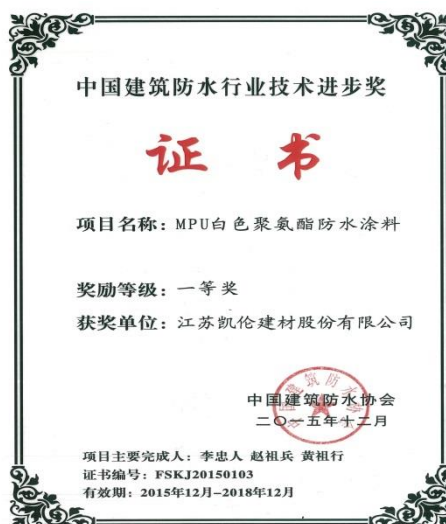 中国建筑防水行业技术进步奖
证 书
项目名称：MPU白色聚氨酯防水涂料
奖励等级：一等奖
获奖单位：江苏凯伦建材股份有限公司
中国建筑防水协会
二〇一五年十二月
项目主要完成人：李忠人 赵祖兵 黄祖行
证书编号：FSKJ20150103
有效期：2015年12月-2018年12月